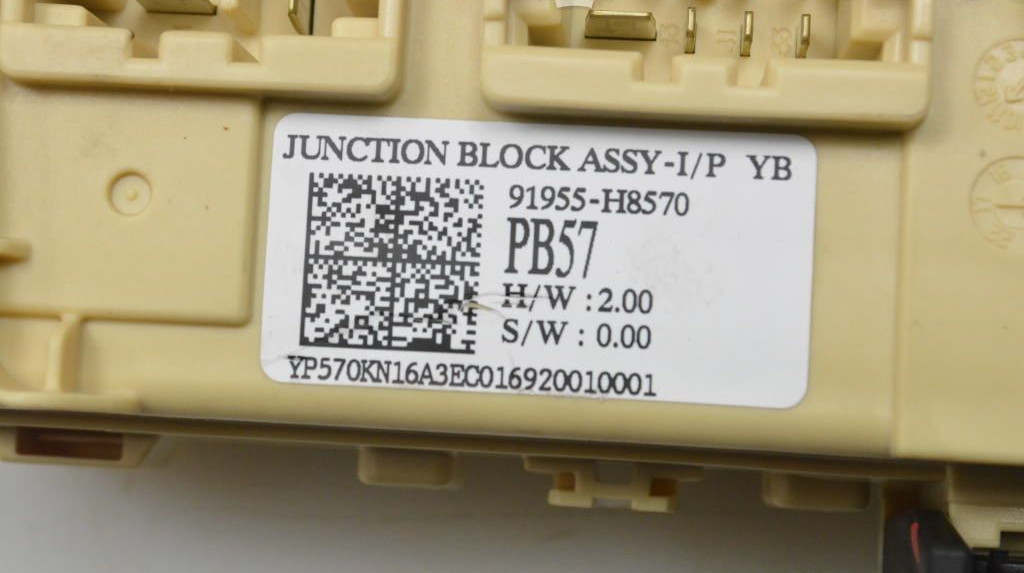 JUNCTION BLOCK ASSY-I/P YB
91955-H8570
PB57
H/W : 2.00
S/W : 0.00
YP570KN16A3EC016920010001